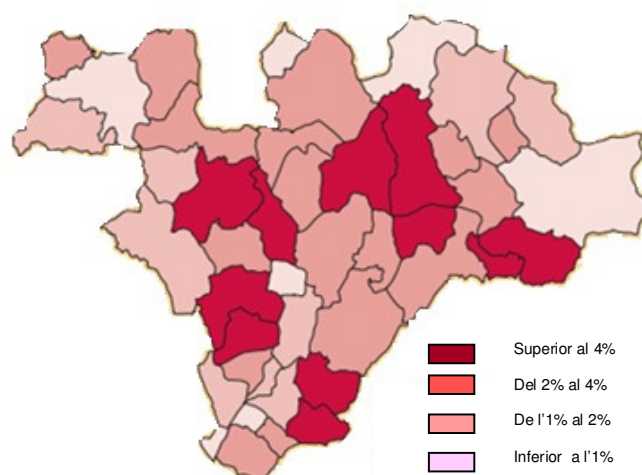 Superior al 4%
Del 2% al 4%
De l'1% al 2%
Inferior a l'1%